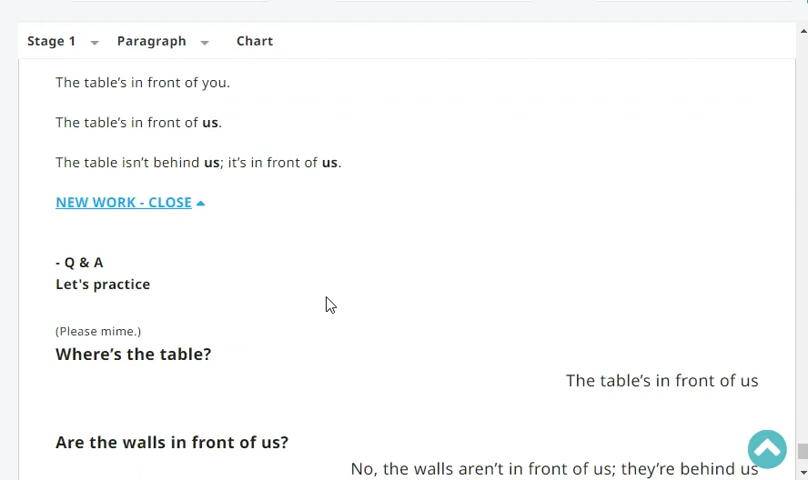 Stage 1 Paragraph Chart
The table's in front of you.
The table's in front of us.
The table isn't behind us; it's in front of us.
NEW WORK - CLOSE
- Q & A
Let's practice
(Please mime.)
Where's the table?
The table's in front of us
Are the walls in front of us?
No, the walls aren't in front of us; they're behind us